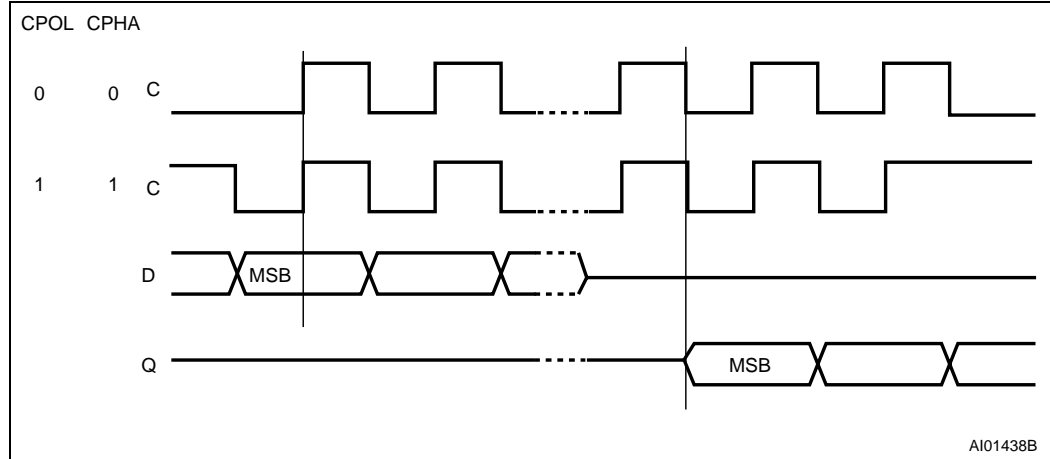 CPOL CPHA
0 0 C
1 1 C
D MSB
Q MSB
AI01438B